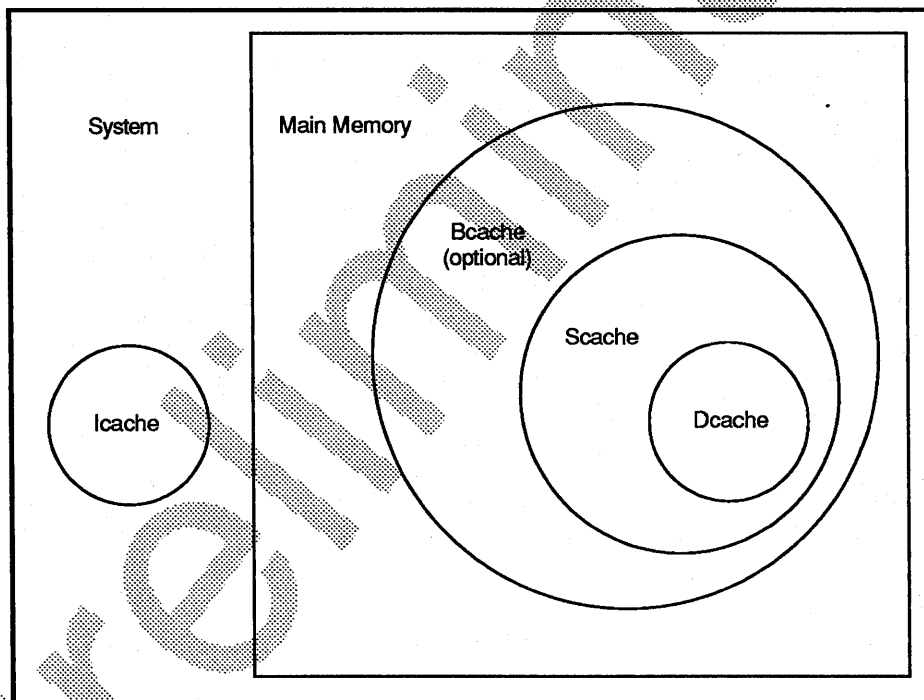 System
Main Memory
Bcache
(optional)
Scache
Icache
Dcache